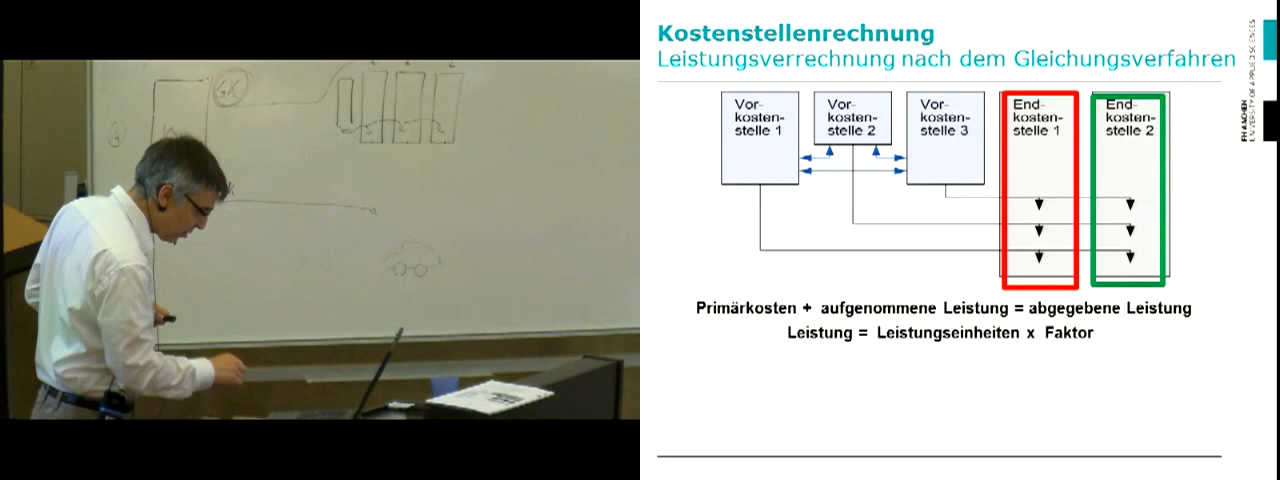 GK
Kostenstellenrechnung
Leistungsverrechnung nach dem Gleichungsverfahren
Vor-
kosten-
stelle 1
Vor-
kosten-
stelle 2
Vor-
kosten-
stelle 3
End-
kosten-
stelle 1
End-
kosten-
stelle 2
Primärkosten + aufgenommene Leistung = abgegebene Leistung
Leistung = Leistungseinheiten x Faktor
FH AACHEN
UNIVERSITY OF APPLIED SCIENCES